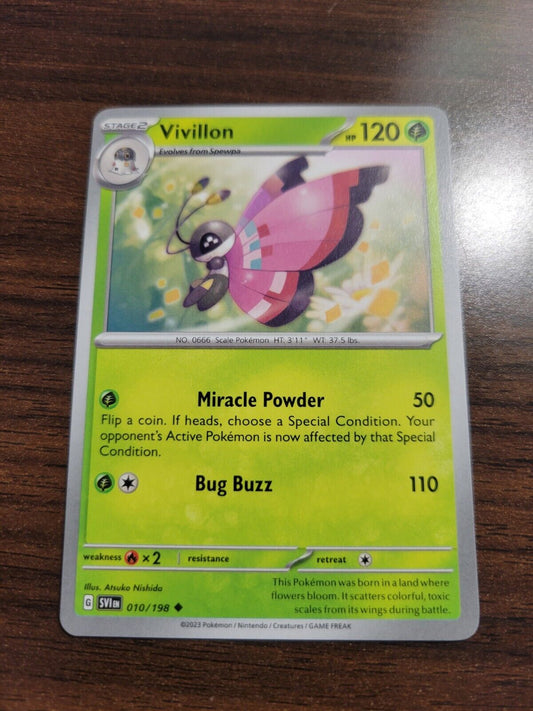 STAGE2 Vivillon HP 120
Evolves from Spewpa
NO. 0666 Scale Pokémon HT: 3'11" WT: 37.5 lbs.
Miracle Powder 50
Flip a coin. If heads, choose a Special Condition. Your
opponent's Active Pokémon is now affected by that Special
Condition.
Bug Buzz 110
weakness ×2 resistance retreat
Illus. Atsuko Nishida
This Pokémon was born in a land where
flowers bloom. It scatters colorful, toxic
scales from its wings during battle.
G SVI EN 010/198
©2023 Pokémon / Nintendo / Creatures / GAME FREAK